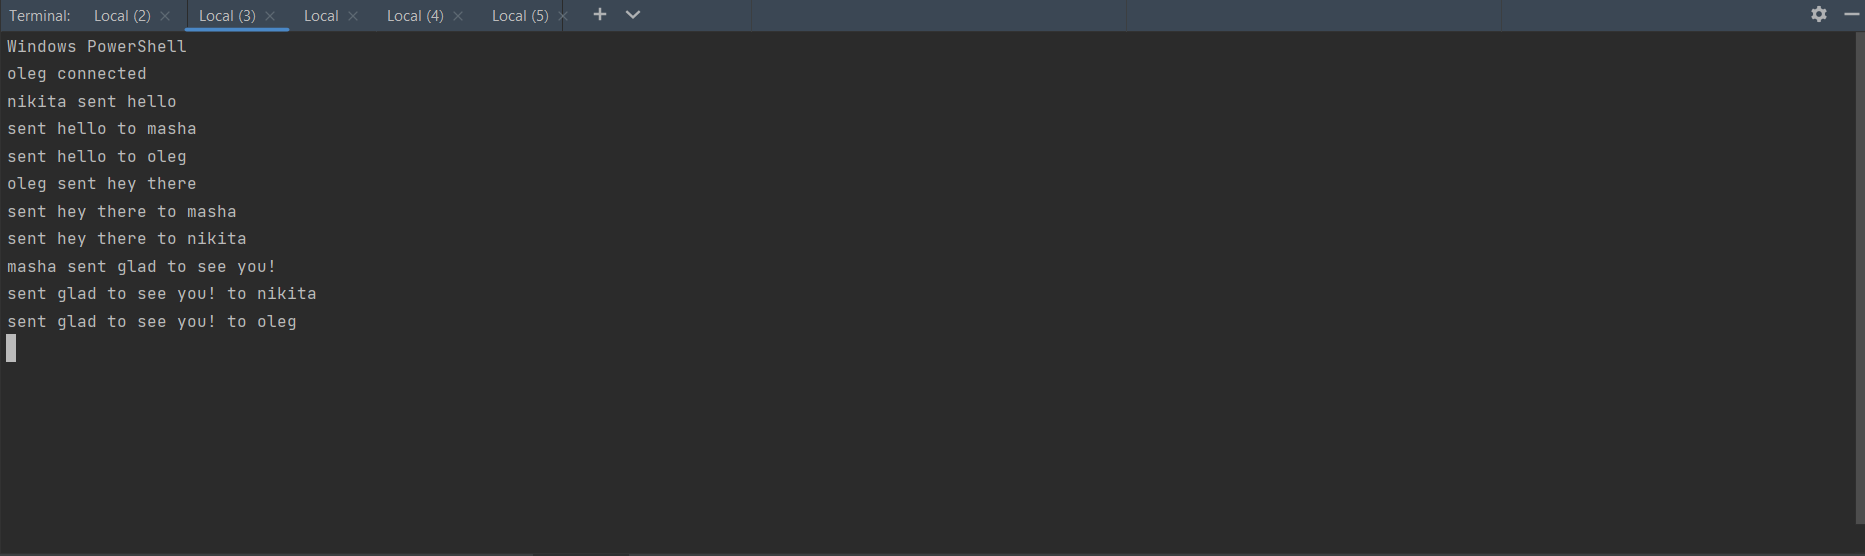 Terminal: Local (2) Local (3) Local Local (4) Local (5)
Windows PowerShell
oleg connected
nikita sent hello
sent hello to masha
sent hello to oleg
oleg sent hey there
sent hey there to masha
sent hey there to nikita
masha sent glad to see you!
sent glad to see you! to nikita
sent glad to see you! to oleg